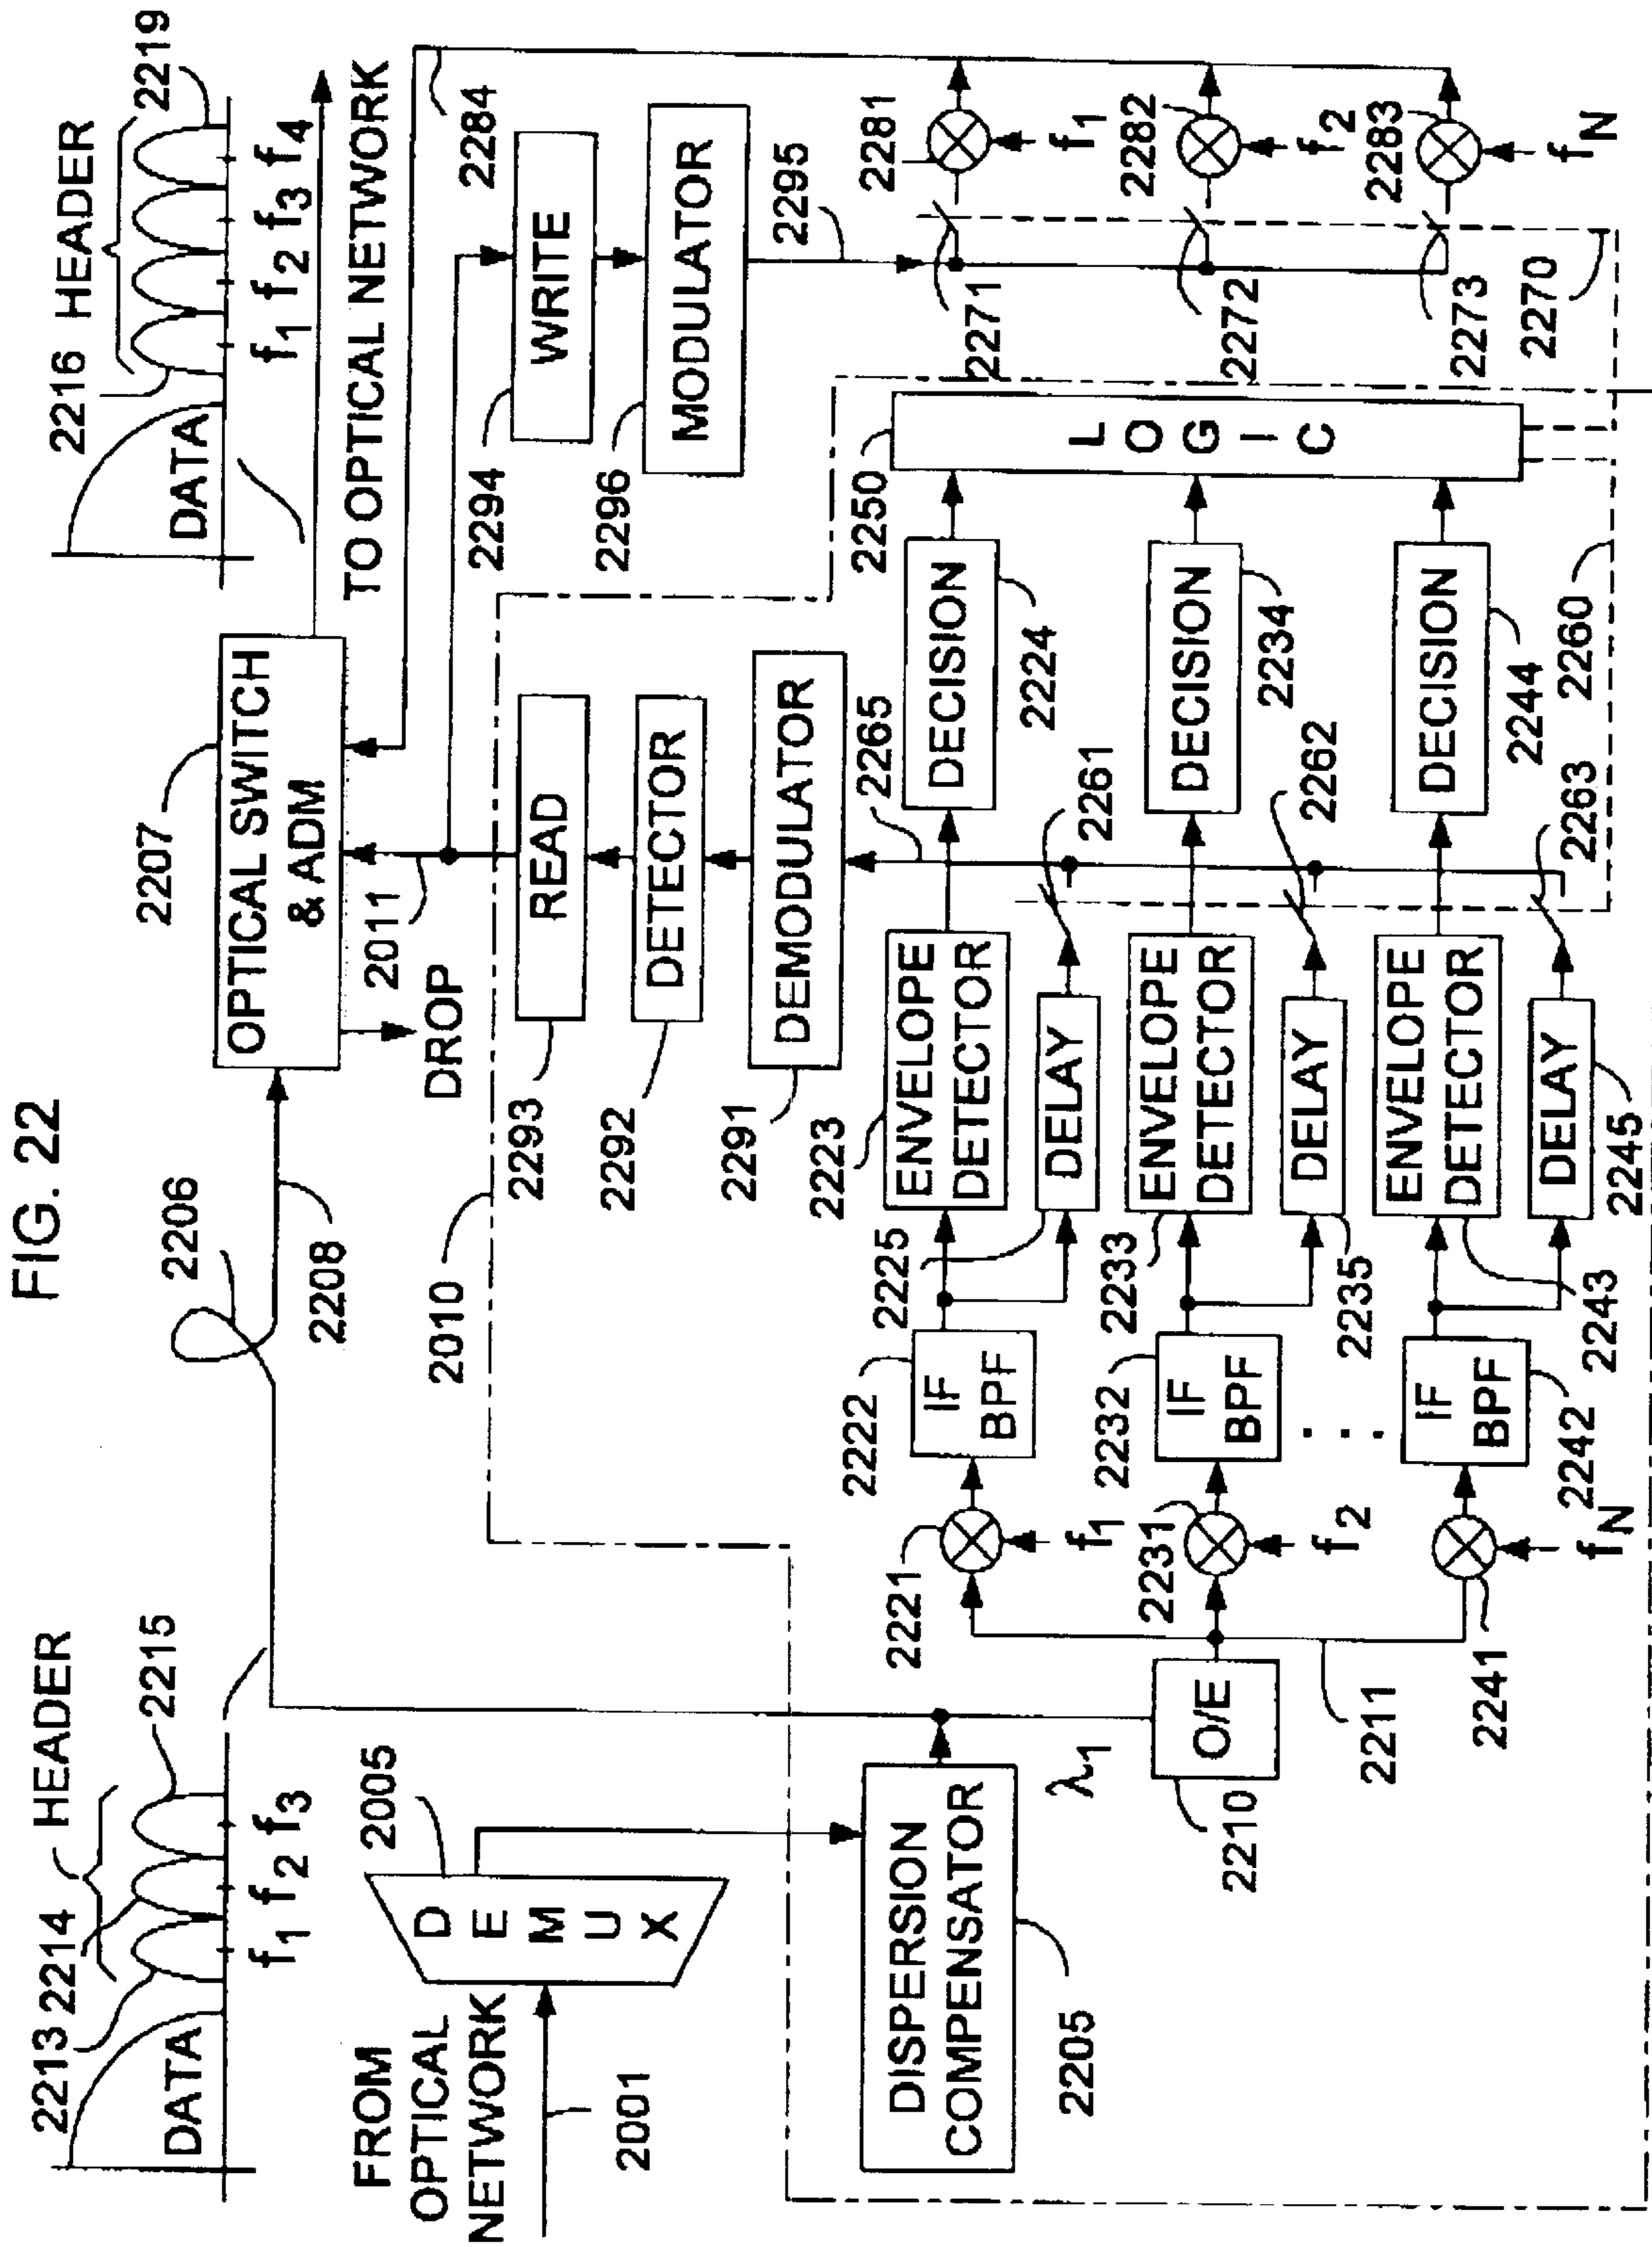 FIG. 22
2213
2214
HEADER
2215
DATA
f1 f2 f3
2216
HEADER
2219
DATA
f1 f2 f3 f4
FROM
OPTICAL
NETWORK
2001
DEMUX
2005
2206
2208
2207
OPTICAL SWITCH
& ADM
DROP
2011
TO OPTICAL NETWORK
2284
2010
2293
READ
2292
DETECTOR
2291
DEMODULATOR
2265
2294
WRITE
2296
MODULATOR
2295
DISPERSION
COMPENSATOR
2205
λ1
2210
O/E
2211
2221
f1
2222
IF
BPF
2223
ENVELOPE
DETECTOR
2225
DELAY
2261
DECISION
2224
2231
f2
2232
IF
BPF
2233
ENVELOPE
DETECTOR
2235
DELAY
2262
DECISION
2234
. . .
2241
fN
2242
IF
BPF
2243
ENVELOPE
DETECTOR
2245
DELAY
2263
DECISION
2244
2260
2250
LOGIC
2271
2272
2273
2270
2281
f1
2282
f2
2283
fN